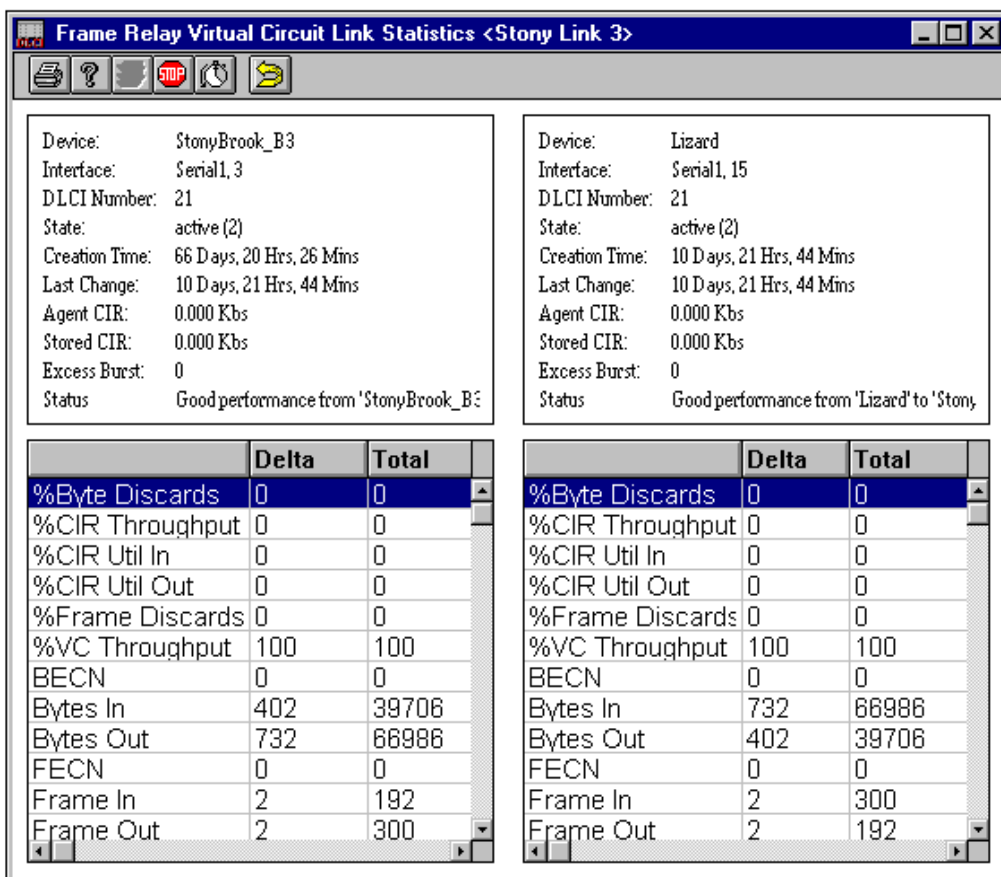 Frame Relay Virtual Circuit Link Statistics <Stony Link 3>
DLCI
STOP
Device: StonyBrook_B3
Interface: Serial1, 3
DLCI Number: 21
State: active (2)
Creation Time: 66 Days, 20 Hrs, 26 Mins
Last Change: 10 Days, 21 Hrs, 44 Mins
Agent CIR: 0.000 Kbs
Stored CIR: 0.000 Kbs
Excess Burst: 0
Status Good performance from 'StonyBrook_B3
Device: Lizard
Interface: Serial1, 15
DLCI Number: 21
State: active (2)
Creation Time: 10 Days, 21 Hrs, 44 Mins
Last Change: 10 Days, 21 Hrs, 44 Mins
Agent CIR: 0.000 Kbs
Stored CIR: 0.000 Kbs
Excess Burst: 0
Status Good performance from 'Lizard' to 'Stony
Delta Total
%Byte Discards 0 0
%CIR Throughput 0 0
%CIR Util In 0 0
%CIR Util Out 0 0
%Frame Discards 0 0
%VC Throughput 100 100
BECN 0 0
Bytes In 402 39706
Bytes Out 732 66986
FECN 0 0
Frame In 2 192
Frame Out 2 300
Delta Total
%Byte Discards 0 0
%CIR Throughput 0 0
%CIR Util In 0 0
%CIR Util Out 0 0
%Frame Discards 0 0
%VC Throughput 100 100
BECN 0 0
Bytes In 732 66986
Bytes Out 402 39706
FECN 0 0
Frame In 2 300
Frame Out 2 192